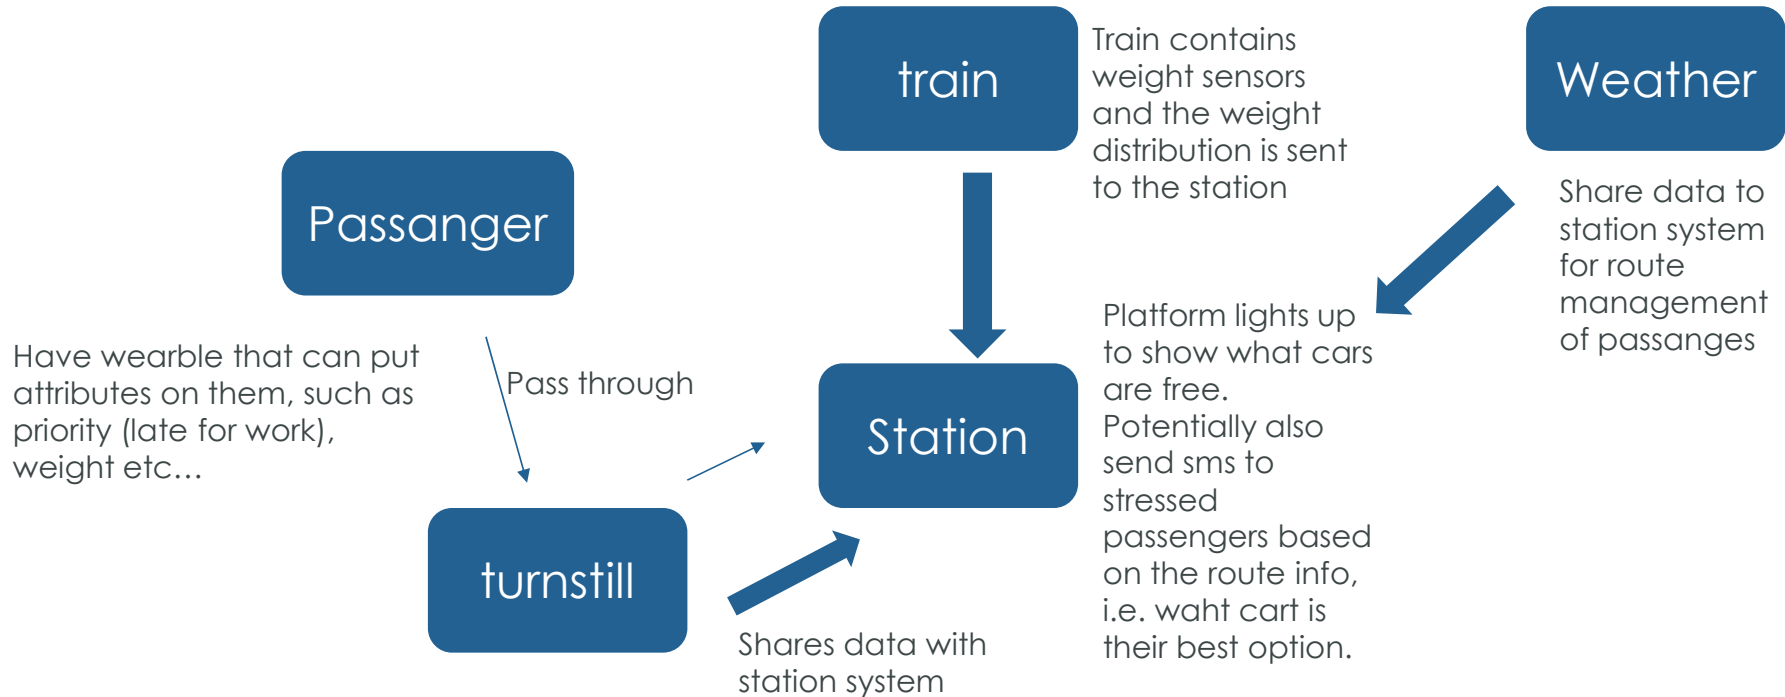 train
Train contains
weight sensors
and the weight
distribution is sent
to the station
Weather
Share data to
station system
for route
management
of passanges
Passanger
Have wearble that can put
attributes on them, such as
priority (late for work),
weight etc…
Pass through
Station
Platform lights up
to show what cars
are free.
Potentially also
send sms to
stressed
passengers based
on the route info,
i.e. waht cart is
their best option.
turnstill
Shares data with
station system